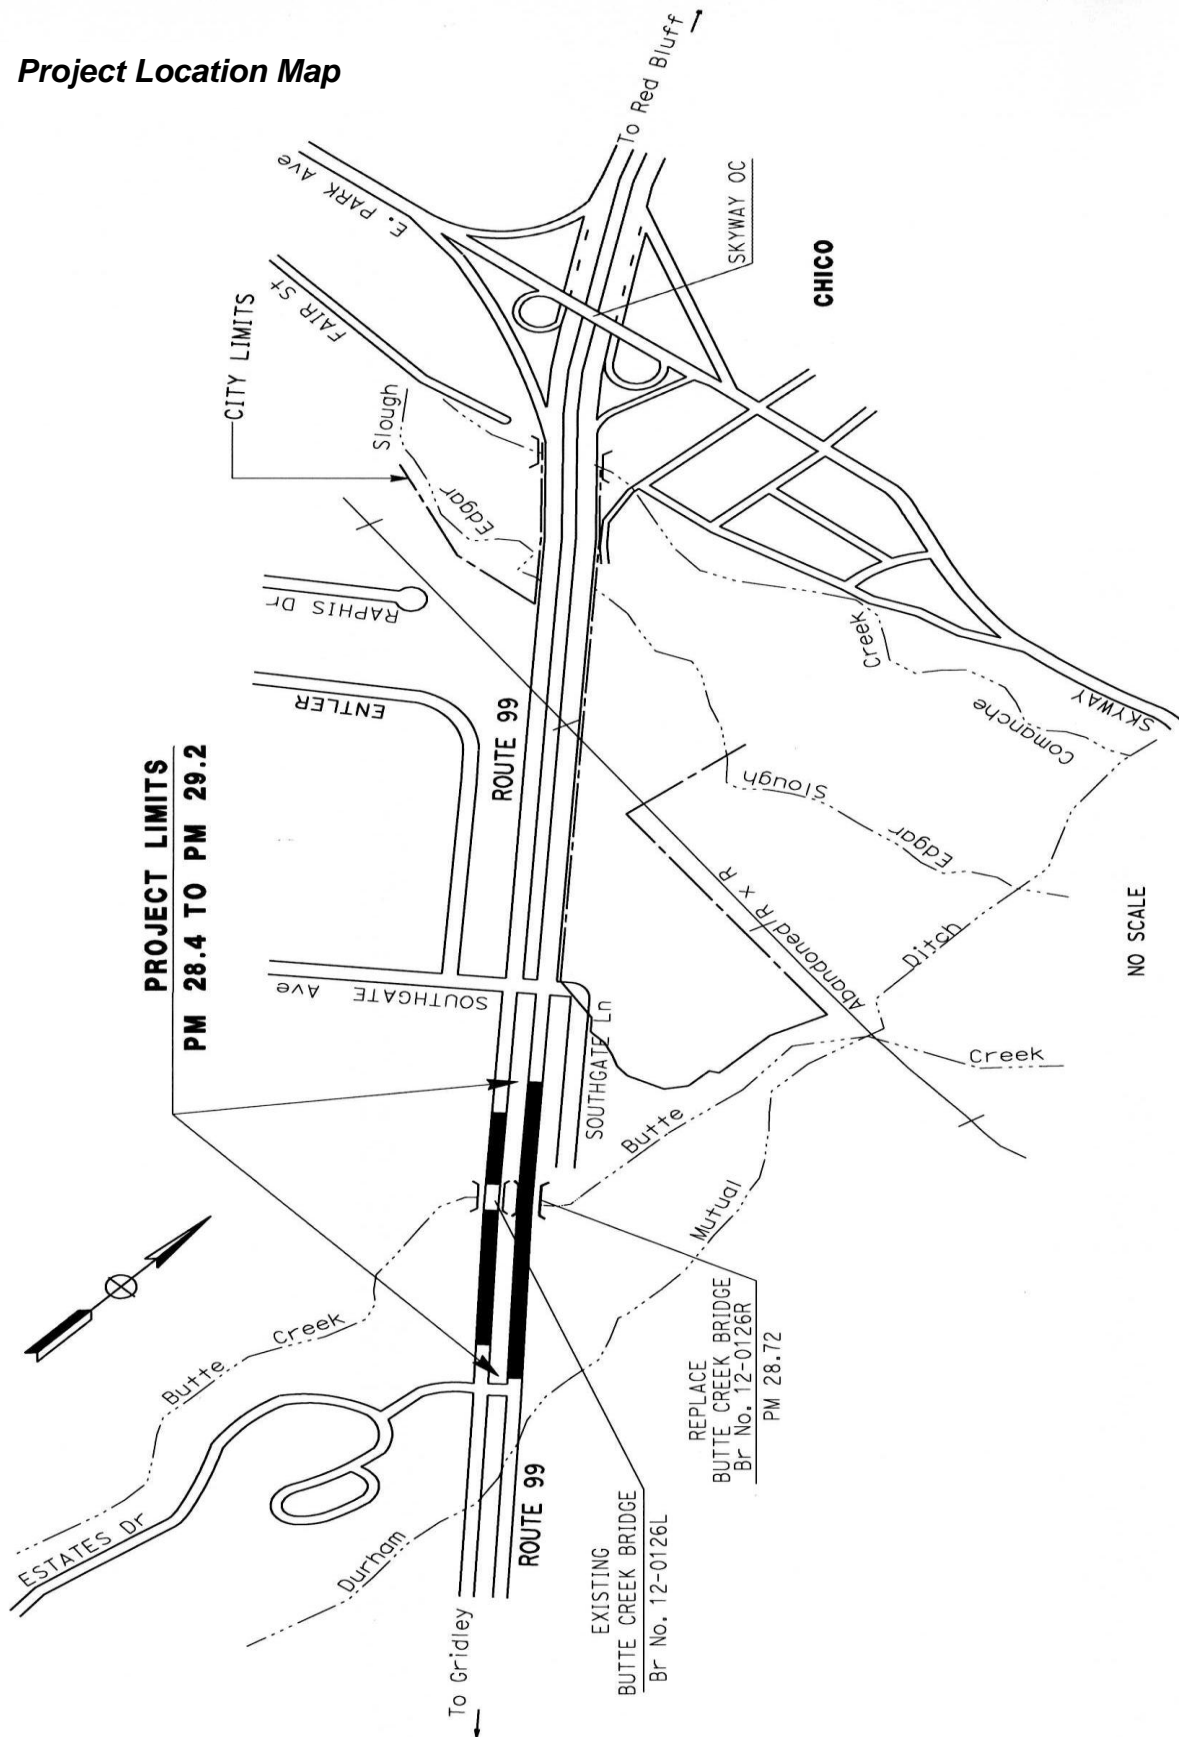 Project Location Map
To Red Bluff
E. PARK Ave
FAIR St
CITY LIMITS
SKYWAY OC
CHICO
Slough
Edgar
RAPHIS Dr
ENTLER
ROUTE 99
PROJECT LIMITS
PM 28.4 TO PM 29.2
SOUTHGATE Ave
SOUTHGATE Ln
Creek
Comanche
SKYWAY
Slough
Edgar
Abandoned R x R
Ditch
Creek
NO SCALE
Butte
Mutual
Butte
Creek
ESTATES Dr
Durham
ROUTE 99
To Gridley
REPLACE
BUTTE CREEK BRIDGE
Br No. 12-0126R
PM 28.72
EXISTING
BUTTE CREEK BRIDGE
Br No. 12-0126L